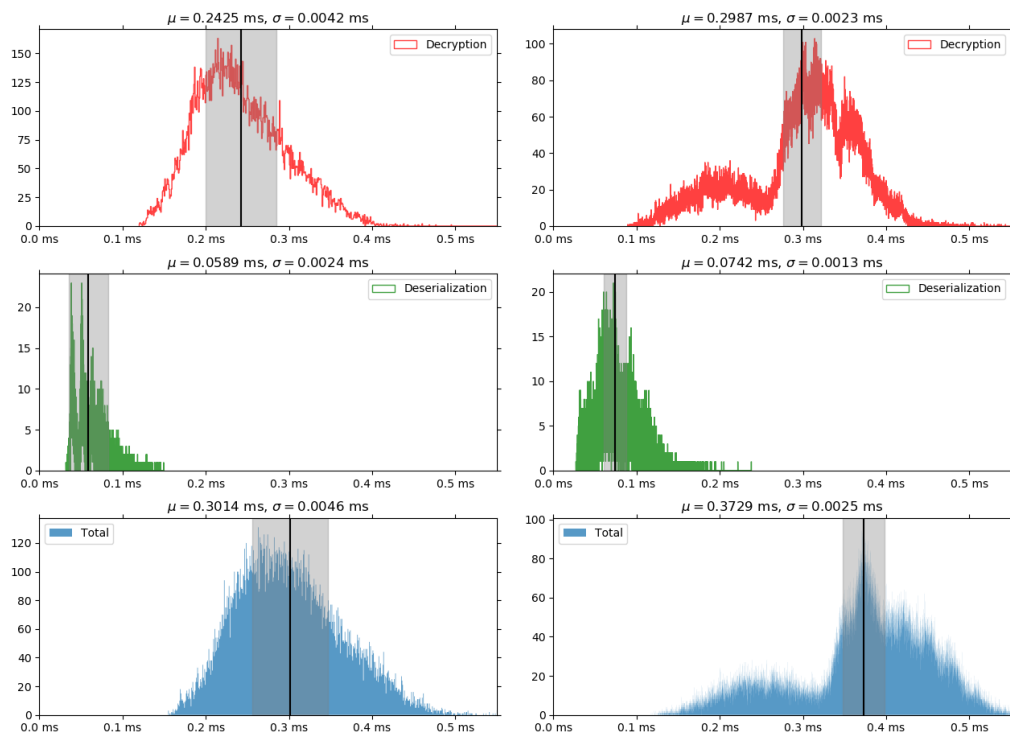 μ = 0.2425 ms, σ = 0.0042 ms
Decryption
150
125
100
75
50
25
0
0.0 ms 0.1 ms 0.2 ms 0.3 ms 0.4 ms 0.5 ms
μ = 0.2987 ms, σ = 0.0023 ms
Decryption
100
80
60
40
20
0
0.0 ms 0.1 ms 0.2 ms 0.3 ms 0.4 ms 0.5 ms
μ = 0.0589 ms, σ = 0.0024 ms
Deserialization
20
15
10
5
0
0.0 ms 0.1 ms 0.2 ms 0.3 ms 0.4 ms 0.5 ms
μ = 0.0742 ms, σ = 0.0013 ms
Deserialization
20
15
10
5
0
0.0 ms 0.1 ms 0.2 ms 0.3 ms 0.4 ms 0.5 ms
μ = 0.3014 ms, σ = 0.0046 ms
Total
120
100
80
60
40
20
0
0.0 ms 0.1 ms 0.2 ms 0.3 ms 0.4 ms 0.5 ms
μ = 0.3729 ms, σ = 0.0025 ms
Total
100
80
60
40
20
0
0.0 ms 0.1 ms 0.2 ms 0.3 ms 0.4 ms 0.5 ms